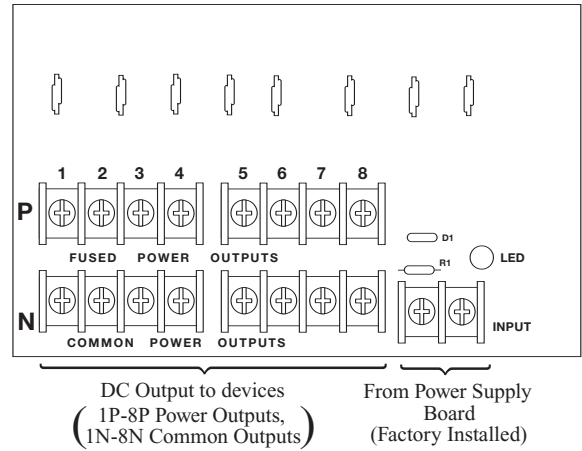 1 2 3 4 5 6 7 8
P
FUSED POWER OUTPUTS
D1
R1
LED
N
INPUT
COMMON POWER OUTPUTS
DC Output to devices
(1P-8P Power Outputs,
1N-8N Common Outputs)
From Power Supply
Board
(Factory Installed)